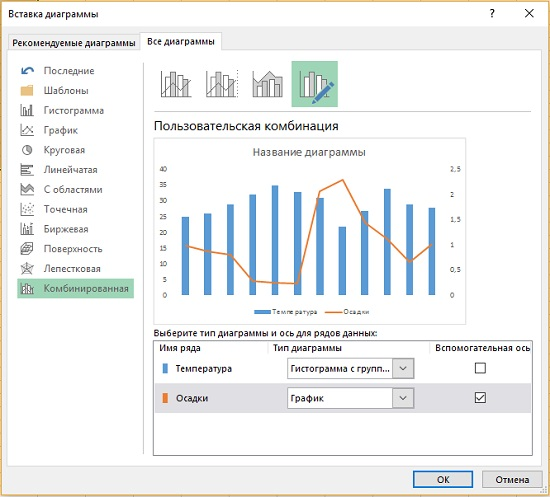 Вставка диаграммы
Рекомендуемые диаграммы Все диаграммы
Последние
Шаблоны
Гистограмма
График
Круговая
Линейчатая
С областями
Точечная
Биржевая
Поверхность
Лепестковая
Комбинированная
Пользовательская комбинация
Название диаграммы
40
35
30
25
20
15
10
5
0
2,5
2
1,5
1
0,5
0
Температура Осадки
Выберите тип диаграммы и ось для рядов данных:
Имя ряда Тип диаграммы Вспомогательная ось
Температура Гистограмма с групп...
Осадки График
ОК Отмена